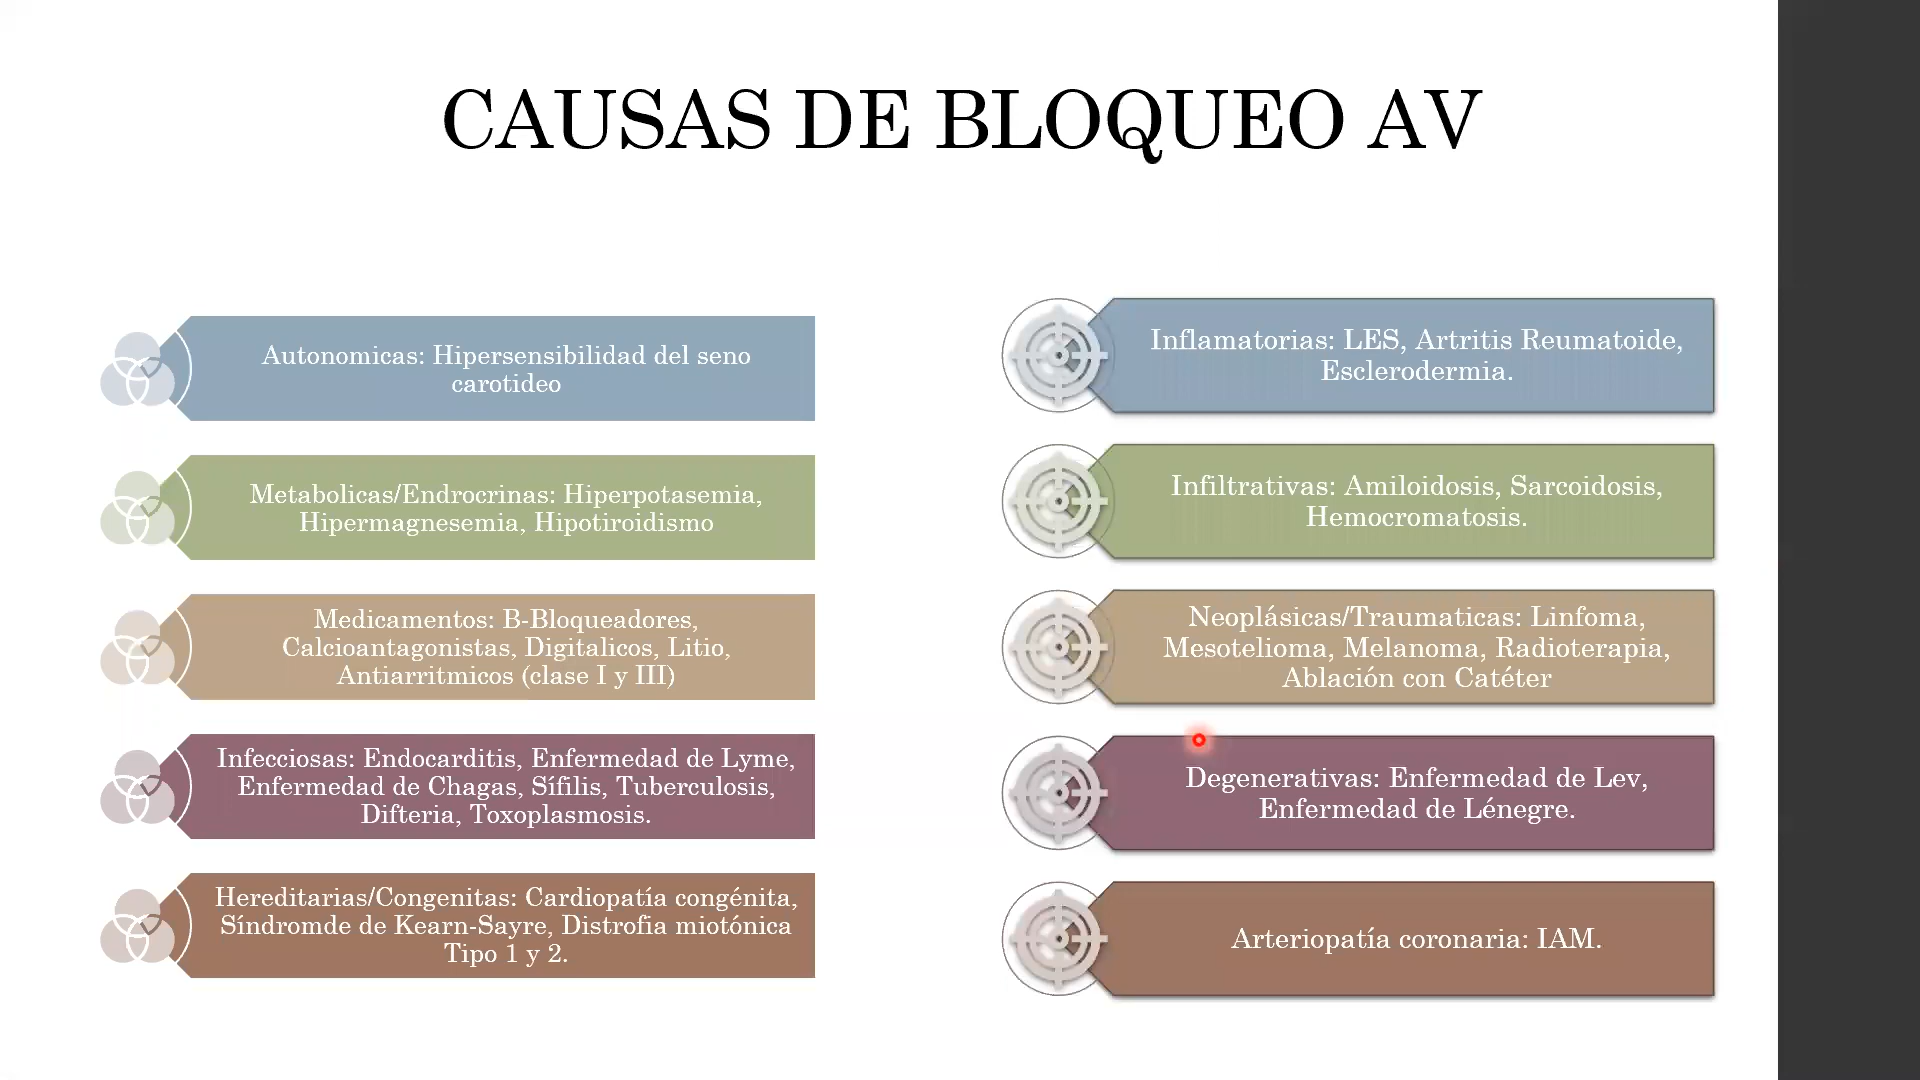 CAUSAS DE BLOQUEO AV
Autonomicas: Hipersensibilidad del seno
carotideo
Metabolicas/Endrocrinas: Hiperpotasemia,
Hipermagnesemia, Hipotiroidismo
Medicamentos: B-Bloqueadores,
Calcioantagonistas, Digitalicos, Litio,
Antiarritmicos (clase I y III)
Infecciosas: Endocarditis, Enfermedad de Lyme,
Enfermedad de Chagas, Sífilis, Tuberculosis,
Difteria, Toxoplasmosis.
Hereditarias/Congenitas: Cardiopatía congénita,
Síndromde de Kearn-Sayre, Distrofia miotónica
Tipo 1 y 2.
Inflamatorias: LES, Artritis Reumatoide,
Esclerodermia.
Infiltrativas: Amiloidosis, Sarcoidosis,
Hemocromatosis.
Neoplásicas/Traumaticas: Linfoma,
Mesotelioma, Melanoma, Radioterapia,
Ablación con Catéter
Degenerativas: Enfermedad de Lev,
Enfermedad de Lénegre.
Arteriopatía coronaria: IAM.